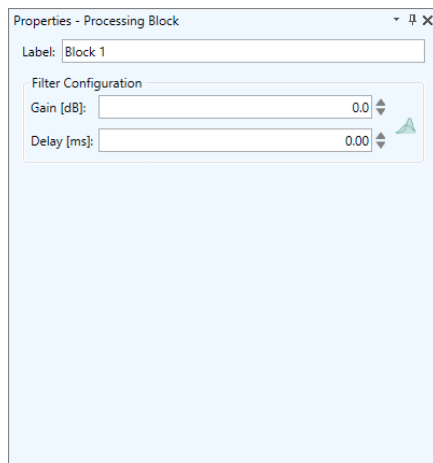 Properties - Processing Block
Label: Block 1
Filter Configuration
Gain [dB]: 0.0
Delay [ms]: 0.00